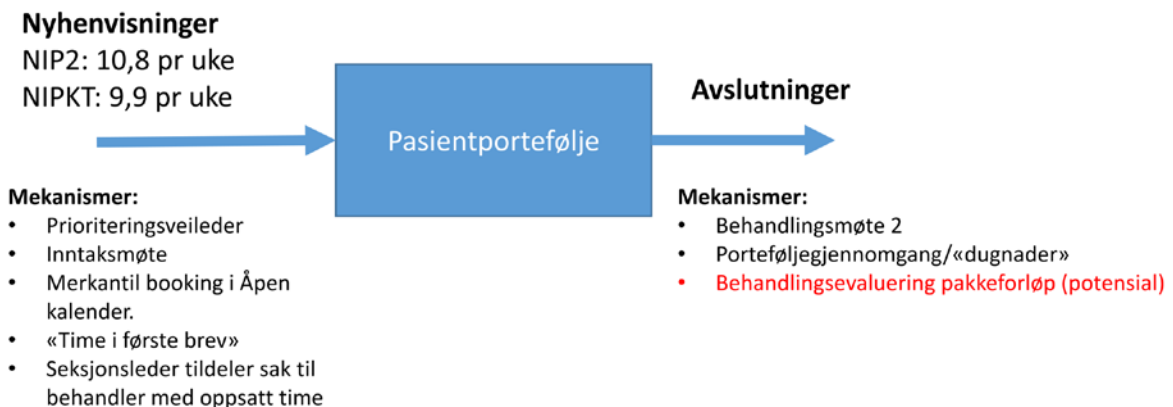 Nyhenvisninger
NIP2: 10,8 pr uke
NIPKT: 9,9 pr uke
Pasientportefølje
Avslutninger
Mekanismer:
• Prioriteringsveileder
• Inntaksmøte
• Merkantil booking i Åpen
kalender.
• «Time i første brev»
• Seksjonsleder tildeler sak til
behandler med oppsatt time
Mekanismer:
• Behandlingsmøte 2
• Porteføljegjennomgang/«dugnader»
• Behandlingsevaluering pakkeforløp (potensial)